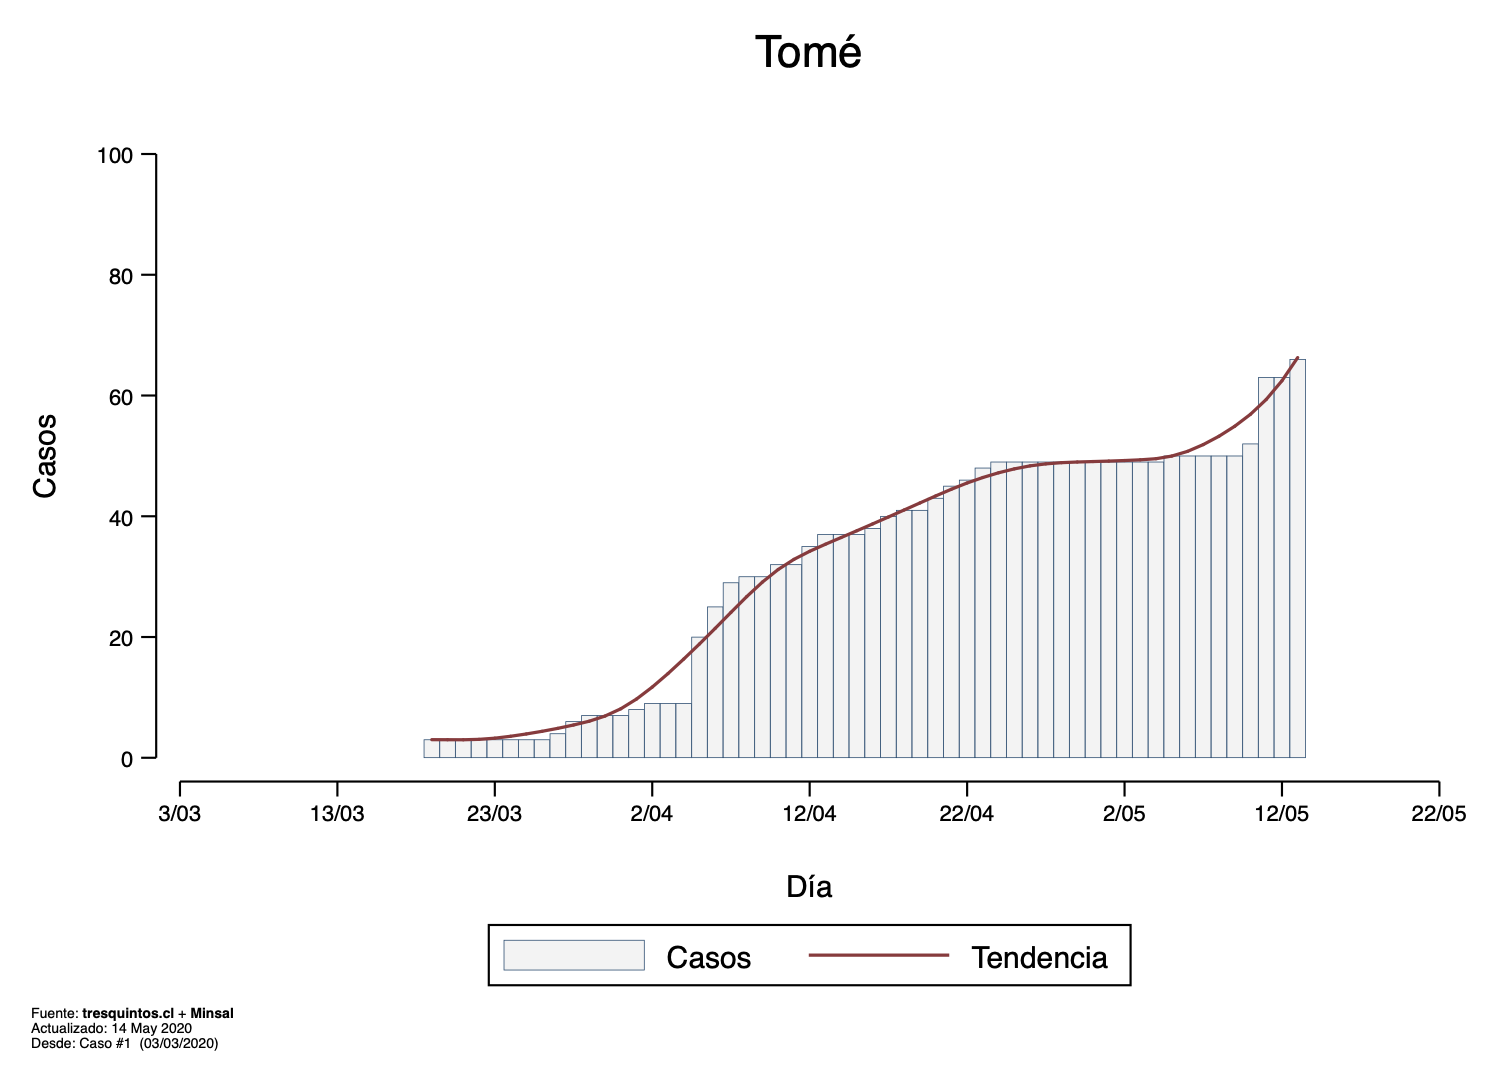 Tomé
100
80
60
40
20
0
Casos
3/03 13/03 23/03 2/04 12/04 22/04 2/05 12/05 22/05
Día
Casos Tendencia
Fuente: tresquintos.cl + Minsal
Actualizado: 14 May 2020
Desde: Caso #1 (03/03/2020)